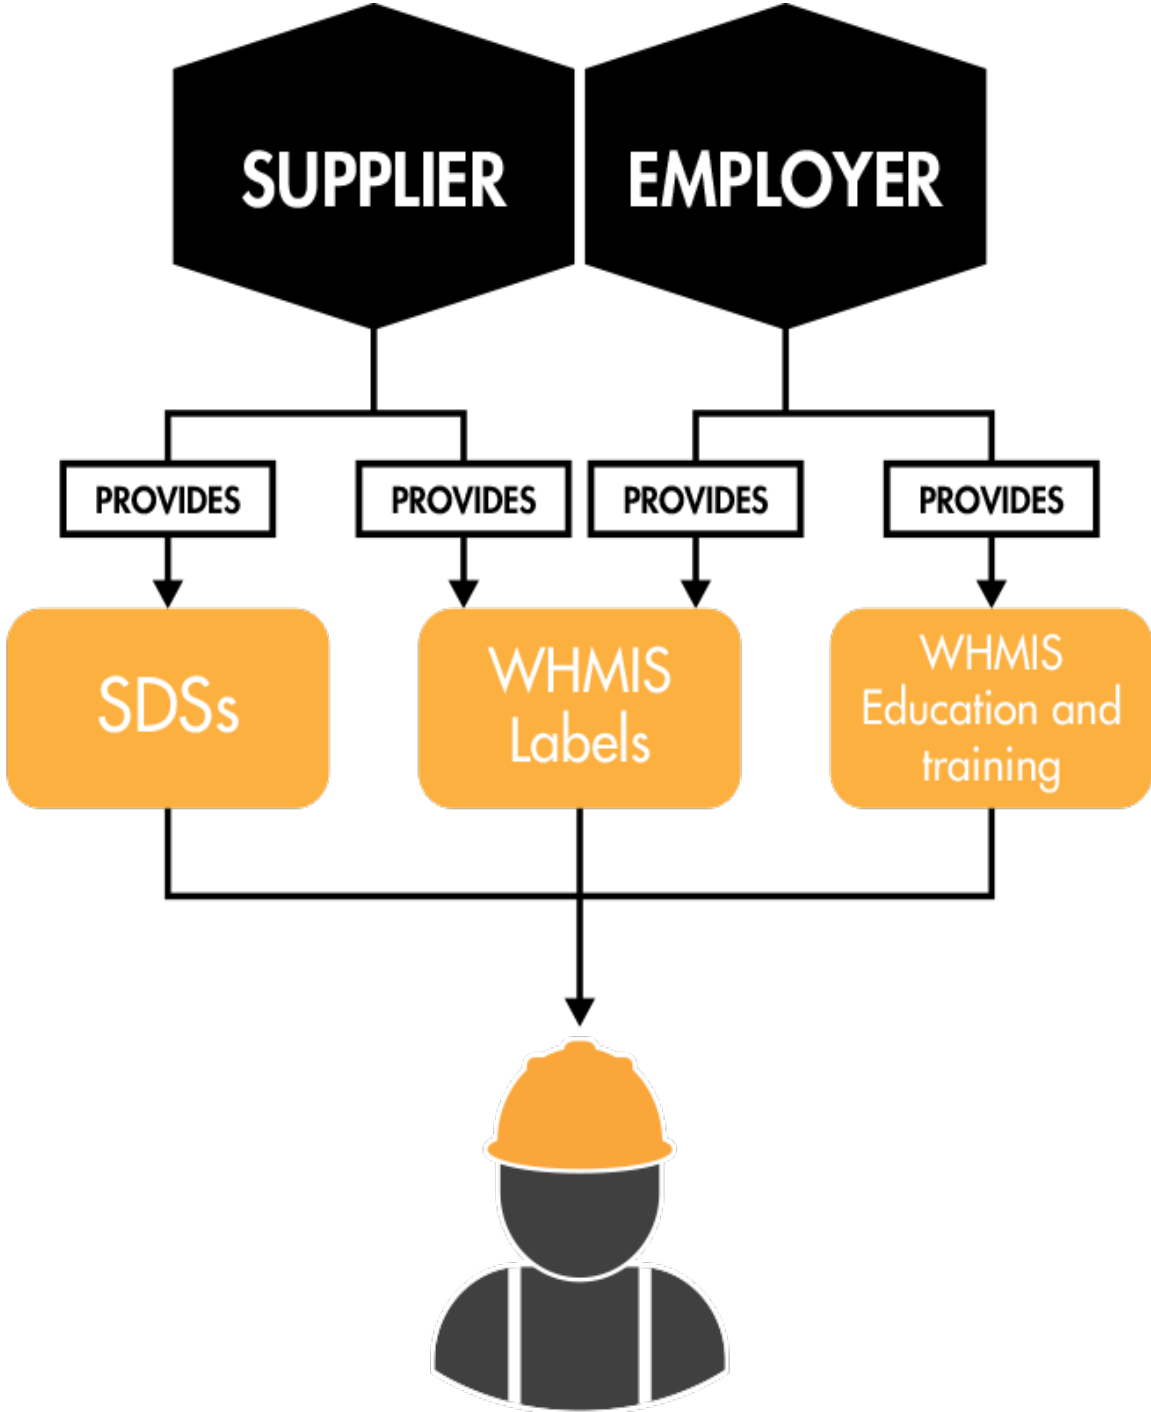 SUPPLIER
EMPLOYER
PROVIDES
PROVIDES
PROVIDES
PROVIDES
SDSs
WHMIS
Labels
WHMIS
Education and
training